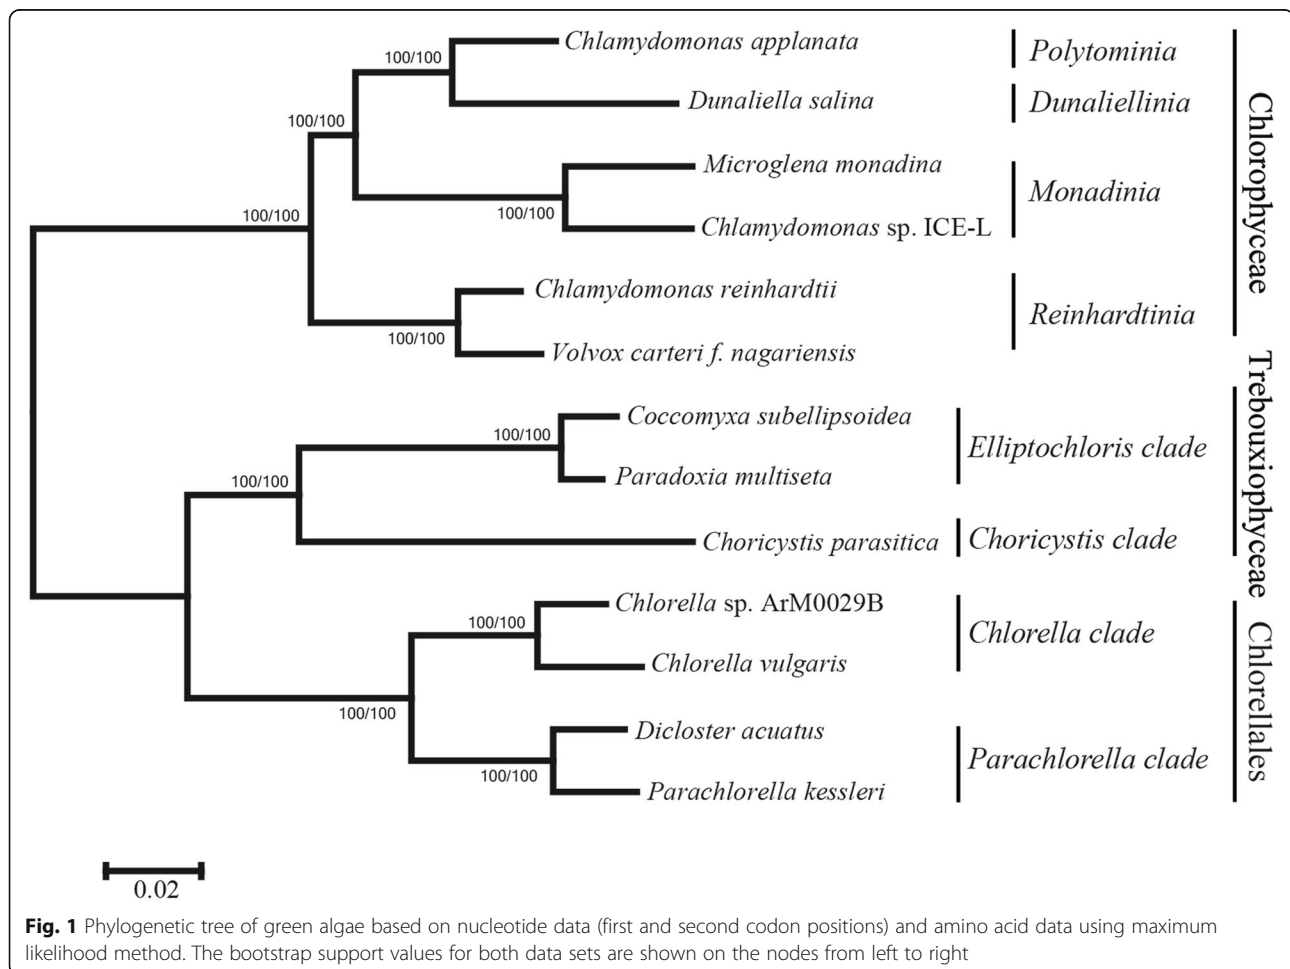 100/100
Chlamydomonas applanata
Polytominia
100/100
Dunaliella salina
Dunaliellinia
Microglena monadina
100/100
Monadinia
100/100
Chlamydomonas sp. ICE-L
Chlorophyceae
Chlamydomonas reinhardtii
100/100
Reinhardtinia
Volvox carteri f. nagariensis
Coccomyxa subellipsoidea
100/100
Elliptochloris clade
100/100
Paradoxia multiseta
Trebouxiophyceae
Choricystis parasitica
Choricystis clade
Chlorella sp. ArM0029B
100/100
Chlorella clade
Chlorella vulgaris
100/100
Chlorellales
Dicloster acuatus
100/100
Parachlorella clade
Parachlorella kessleri
0.02
Fig. 1 Phylogenetic tree of green algae based on nucleotide data (first and second codon positions) and amino acid data using maximum
likelihood method. The bootstrap support values for both data sets are shown on the nodes from left to right